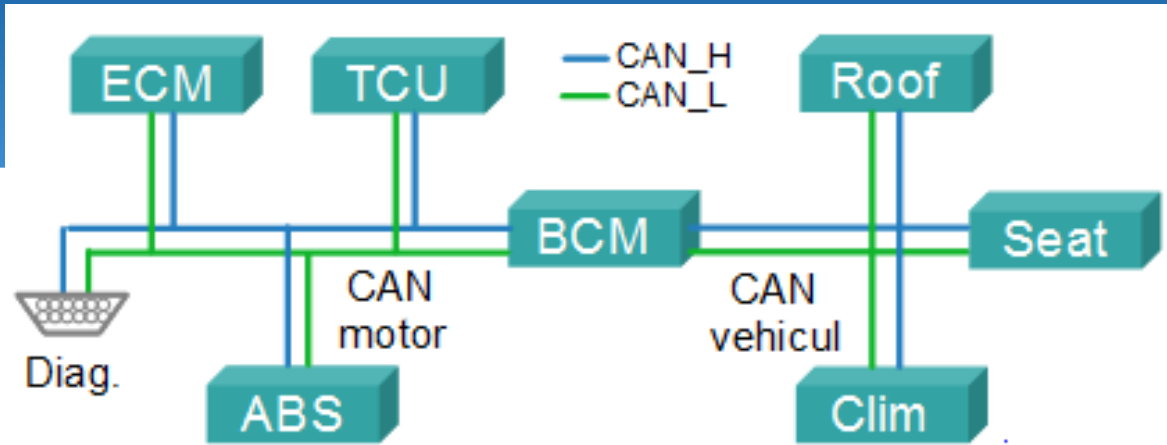 ECM
TCU
CAN_H
CAN_L
Roof
BCM
Seat
CAN
motor
CAN
vehicul
Diag.
ABS
Clim